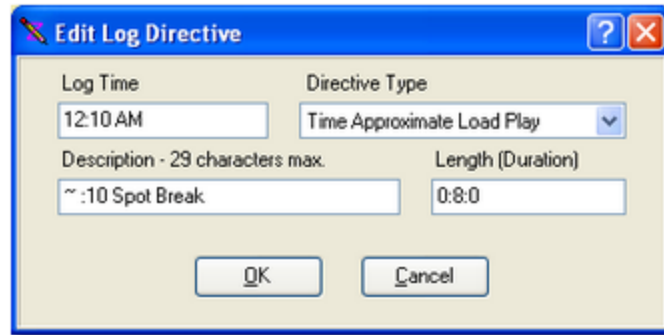 Edit Log Directive
Log Time Directive Type
12:10 AM Time Approximate Load Play
Description - 29 characters max. Length (Duration)
~ :10 Spot Break 0:8:0
OK Cancel